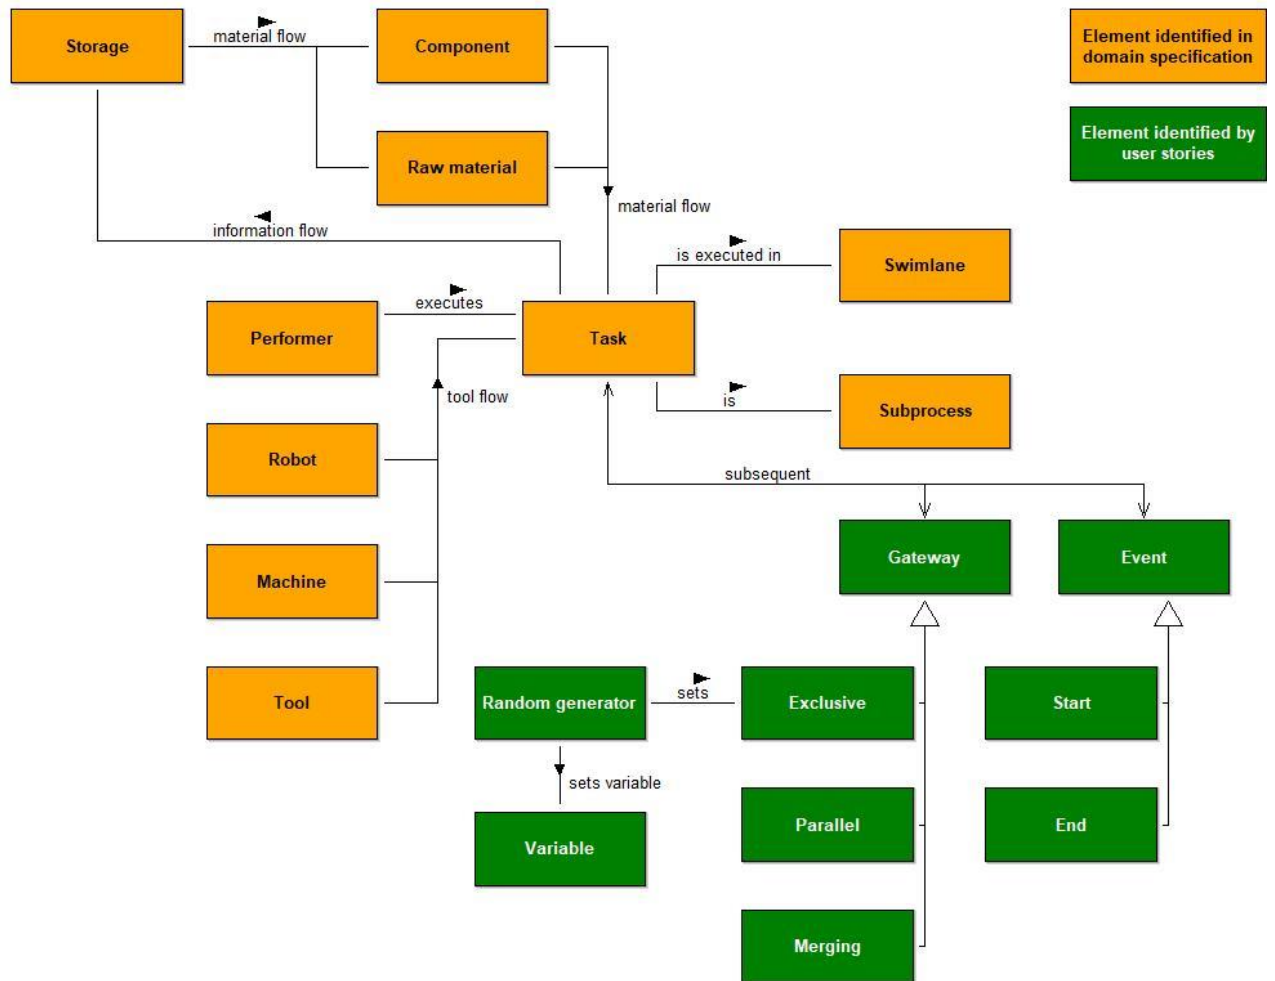 Storage
material flow
Component
Element identified in
domain specification
Element identified by
user stories
Raw material
material flow
information flow
is executed in
Swimlane
executes
Performer
Task
tool flow
is
Subprocess
Robot
subsequent
Machine
Gateway
Event
Tool
Random generator
sets
Exclusive
Start
sets variable
Variable
Parallel
End
Merging